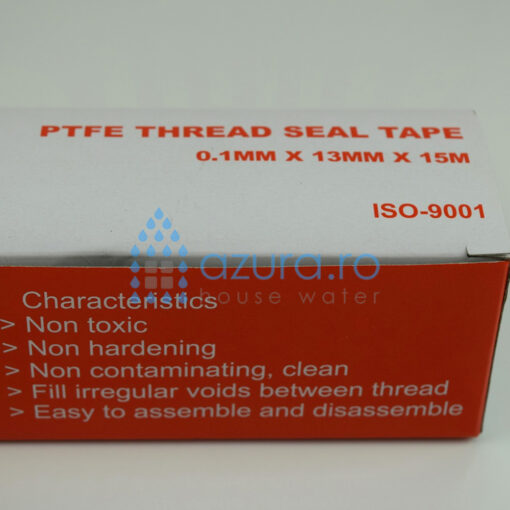 PTFE THREAD SEAL TAPE
0.1MM X 13MM X 15M
ISO-9001
azura.ro
house water
Characteristics
> Non toxic
> Non hardening
> Non contaminating, clean
> Fill irregular voids between thread
> Easy to assemble and disassemble